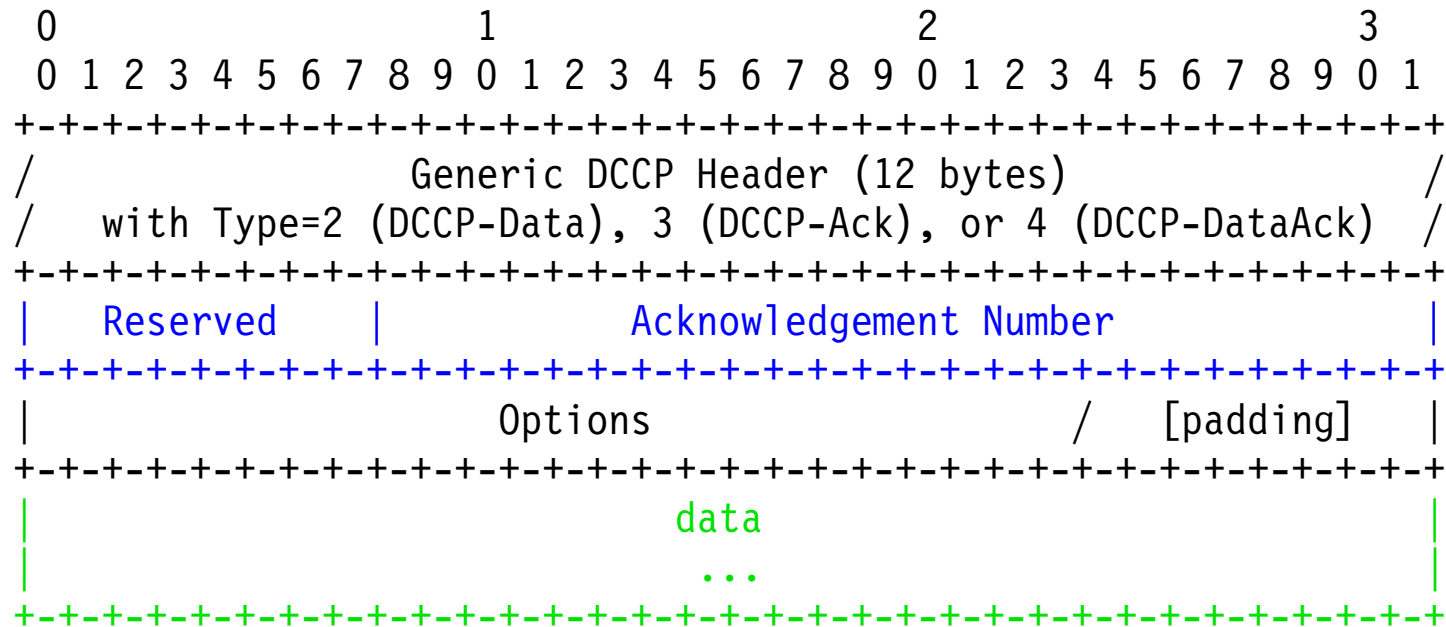 0                   1                   2                   3
0 1 2 3 4 5 6 7 8 9 0 1 2 3 4 5 6 7 8 9 0 1 2 3 4 5 6 7 8 9 0 1
+-+-+-+-+-+-+-+-+-+-+-+-+-+-+-+-+-+-+-+-+-+-+-+-+-+-+-+-+-+-+-+-+
/                 Generic DCCP Header (12 bytes)                /
/   with Type=2 (DCCP-Data), 3 (DCCP-Ack), or 4 (DCCP-DataAck)  /
+-+-+-+-+-+-+-+-+-+-+-+-+-+-+-+-+-+-+-+-+-+-+-+-+-+-+-+-+-+-+-+-+
|   Reserved    |           Acknowledgement Number              |
+-+-+-+-+-+-+-+-+-+-+-+-+-+-+-+-+-+-+-+-+-+-+-+-+-+-+-+-+-+-+-+-+
|                     Options                   /   [padding]   |
+-+-+-+-+-+-+-+-+-+-+-+-+-+-+-+-+-+-+-+-+-+-+-+-+-+-+-+-+-+-+-+-+
|                             data                              |
|                              ...                              |
+-+-+-+-+-+-+-+-+-+-+-+-+-+-+-+-+-+-+-+-+-+-+-+-+-+-+-+-+-+-+-+-+